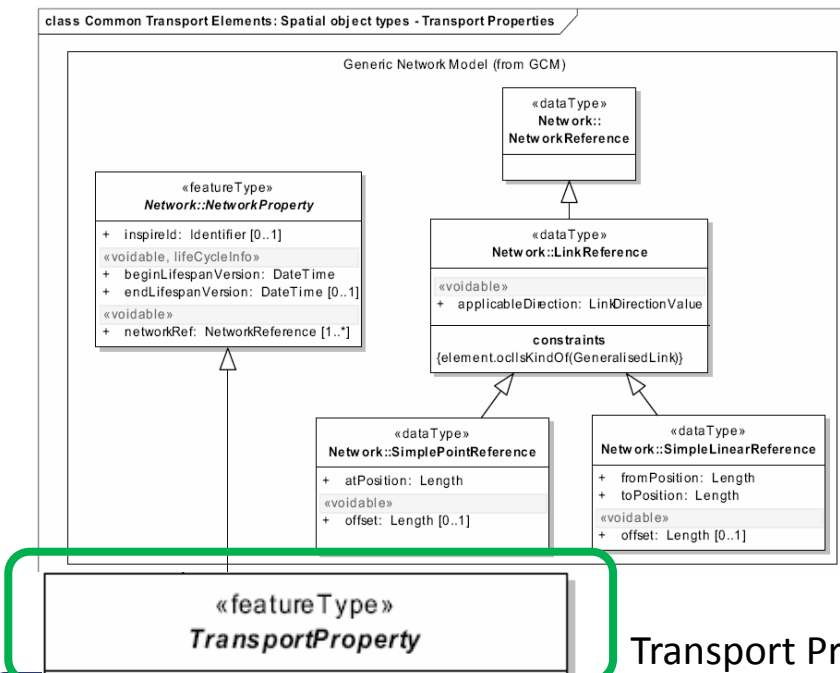 class Common Transport Elements: Spatial object types - Transport Properties
Generic Network Model (from GCM)
«dataType»
Network::
NetworkReference
«featureType»
Network::NetworkProperty
+ inspireId: Identifier [0..1]
«voidable, lifeCycleInfo»
+ beginLifespanVersion: DateTime
+ endLifespanVersion: DateTime [0..1]
«voidable»
+ networkRef: NetworkReference [1..*]
«dataType»
Network::LinkReference
«voidable»
+ applicableDirection: LinkDirectionValue
constraints
{element.oclIsKindOf(GeneralisedLink)}
«dataType»
Network::SimplePointReference
+ atPosition: Length
«voidable»
+ offset: Length [0..1]
«dataType»
Network::SimpleLinearReference
+ fromPosition: Length
+ toPosition: Length
«voidable»
+ offset: Length [0..1]
«featureType»
TransportProperty
Transport Pr